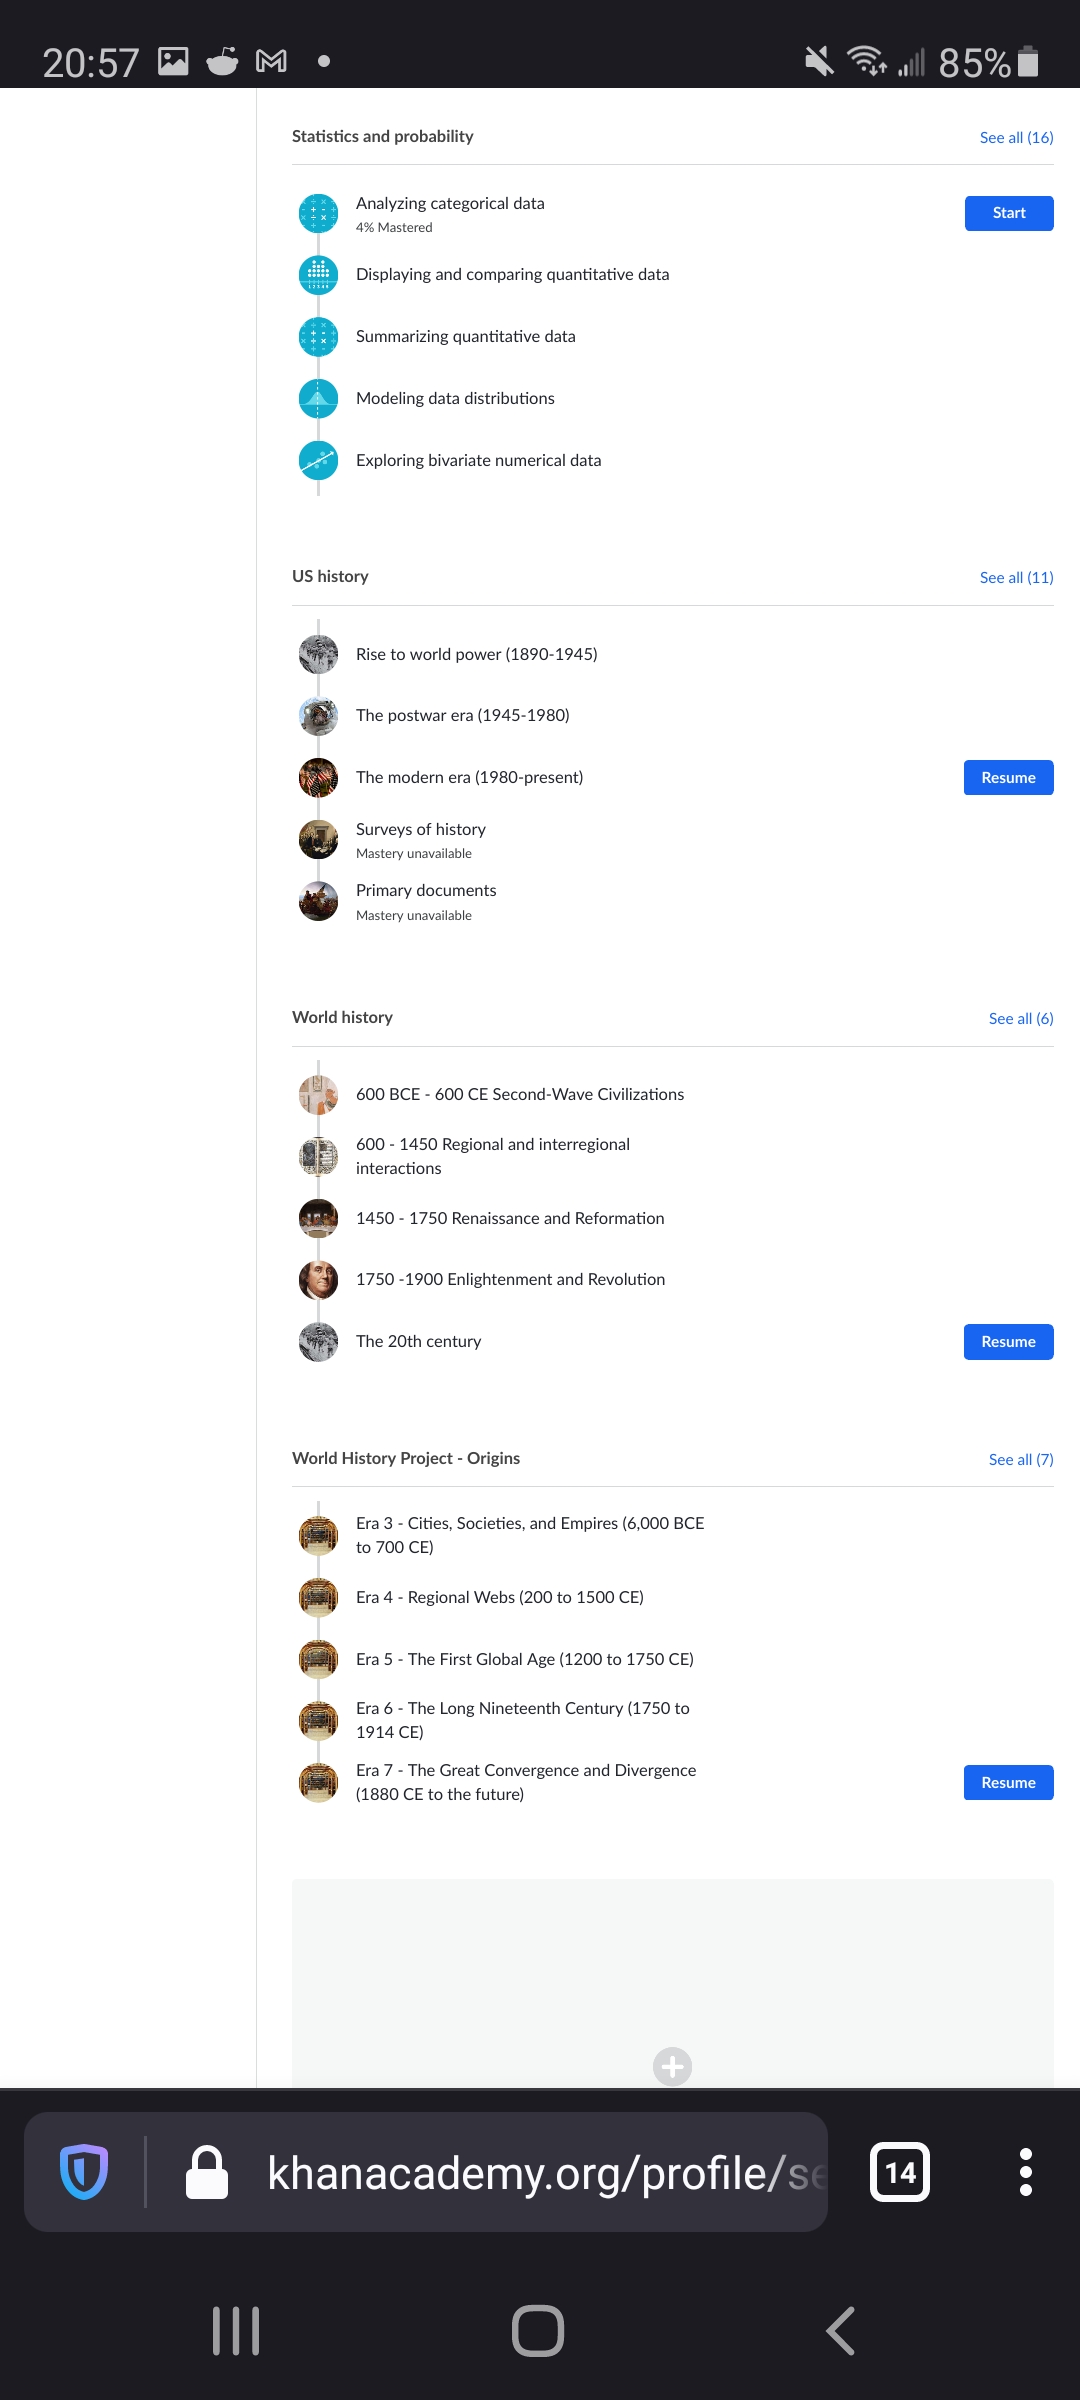 20:57
85%
Statistics and probability
See all (16)
Analyzing categorical data
4% Mastered
Start
Displaying and comparing quantitative data
Summarizing quantitative data
Modeling data distributions
Exploring bivariate numerical data
US history
See all (11)
Rise to world power (1890-1945)
The postwar era (1945-1980)
The modern era (1980-present)
Resume
Surveys of history
Mastery unavailable
Primary documents
Mastery unavailable
World history
See all (6)
600 BCE - 600 CE Second-Wave Civilizations
600 - 1450 Regional and interregional
interactions
1450 - 1750 Renaissance and Reformation
1750 -1900 Enlightenment and Revolution
The 20th century
Resume
World History Project - Origins
See all (7)
Era 3 - Cities, Societies, and Empires (6,000 BCE
to 700 CE)
Era 4 - Regional Webs (200 to 1500 CE)
Era 5 - The First Global Age (1200 to 1750 CE)
Era 6 - The Long Nineteenth Century (1750 to
1914 CE)
Era 7 - The Great Convergence and Divergence
(1880 CE to the future)
Resume
khanacademy.org/profile/se
14